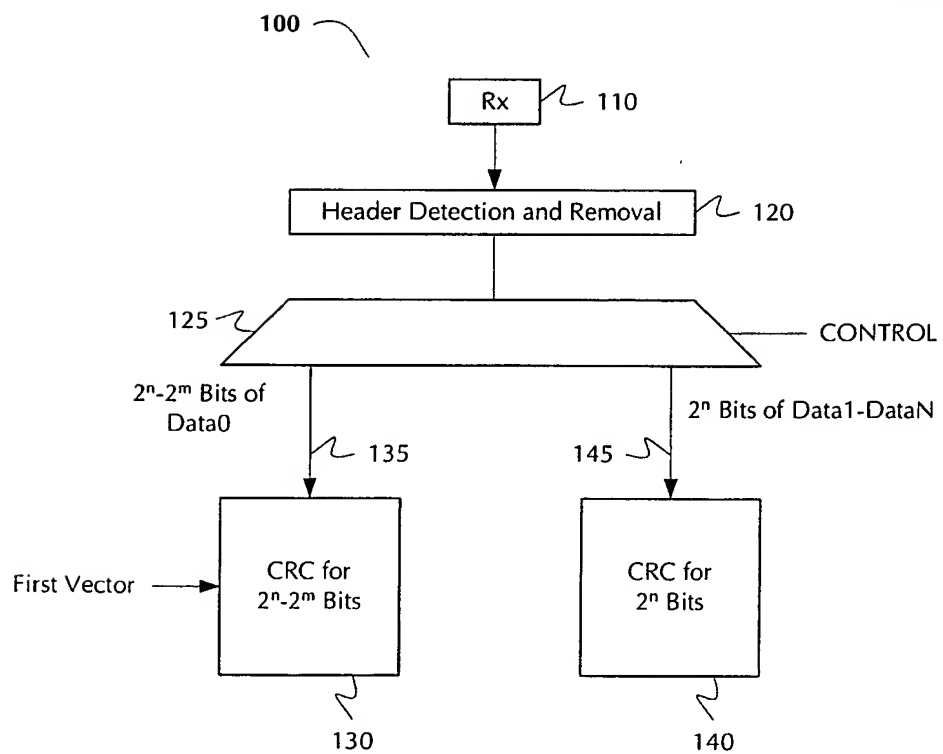 100
Rx
110
Header Detection and Removal
120
125
CONTROL
2ⁿ-2ᵐ Bits of
Data0
2ⁿ Bits of Data1-DataN
135
145
First Vector
CRC for
2ⁿ-2ᵐ Bits
CRC for
2ⁿ Bits
130
140